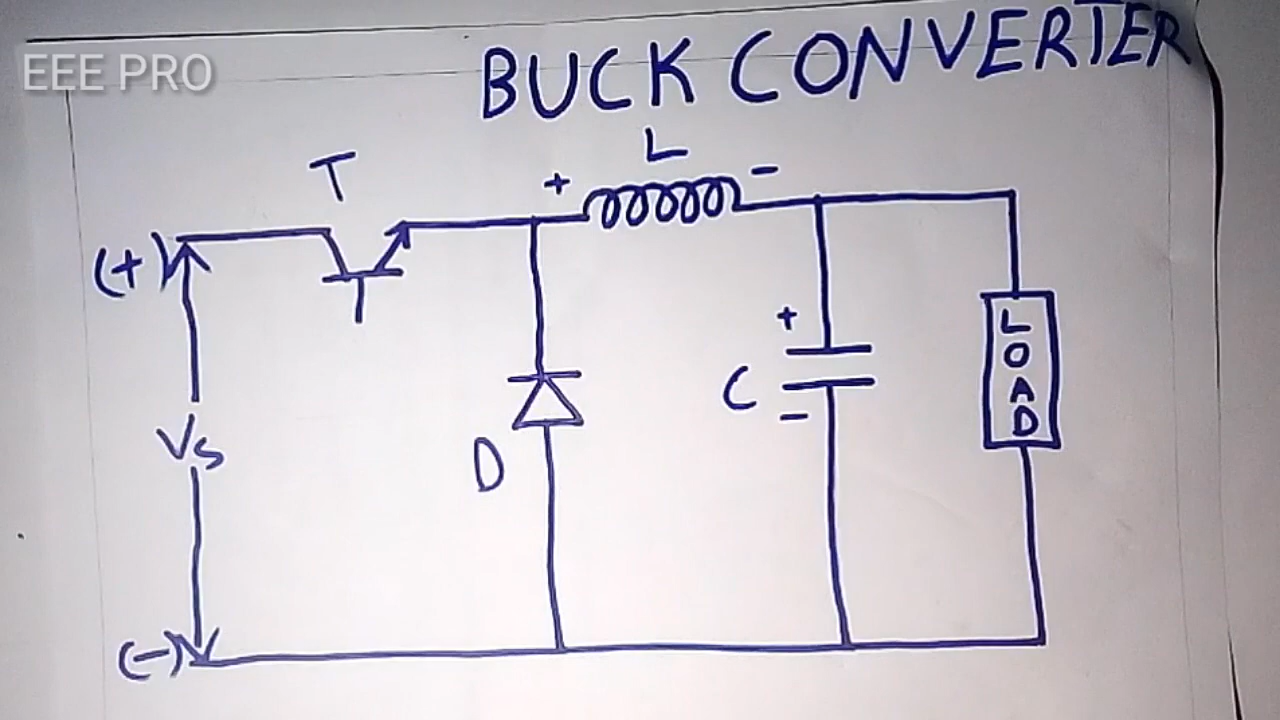 EEE PRO
BUCK CONVERTER
L
T
+ -
(+)
+
LOAD
C
-
Vs
D
(-)